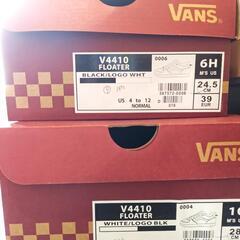 VANS
V4410
FLOATER
0006
6H
M'S US
BLACK/LOGO WHT
24.5
CM
US 4 to 12
NORMAL
D
39
EUR
VANS
V4410
FLOATER
0004
WHITE/LOGO BLK